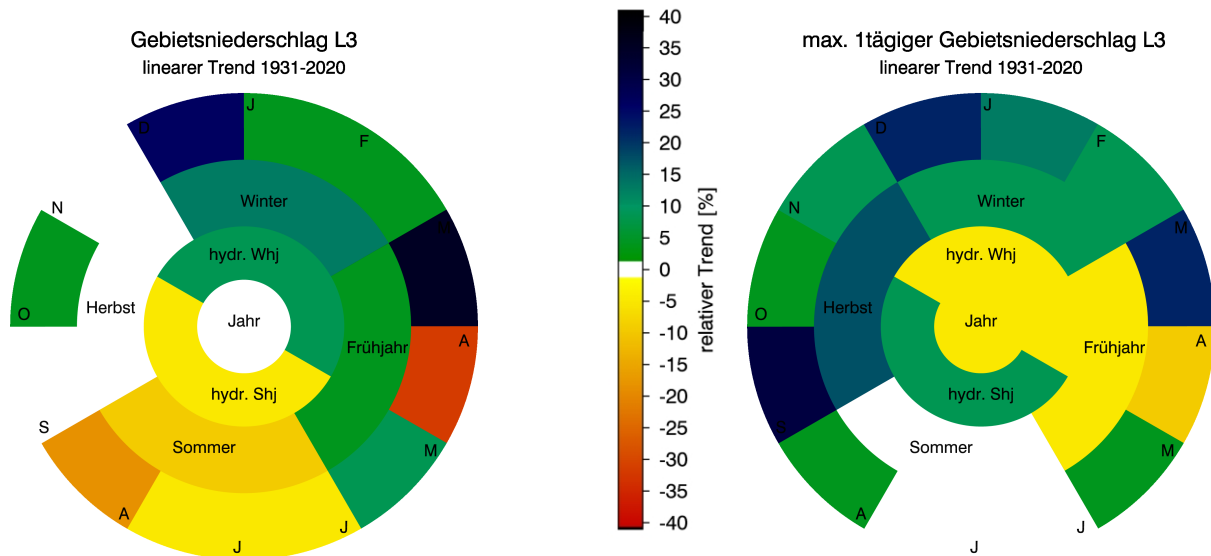 Gebietsniederschlag L3
linearer Trend 1931-2020
D
J
F
M
A
M
J
J
A
S
O
N
Winter
hydr. Whj
Herbst
Jahr
Frühjahr
hydr. Shj
Sommer
40
35
30
25
20
15
10
5
0
-5
-10
-15
-20
-25
-30
-35
-40
relativer Trend [%]
max. 1tägiger Gebietsniederschlag L3
linearer Trend 1931-2020
D
J
F
M
A
M
J
J
A
S
O
N
Winter
hydr. Whj
Herbst
Jahr
Frühjahr
hydr. Shj
Sommer